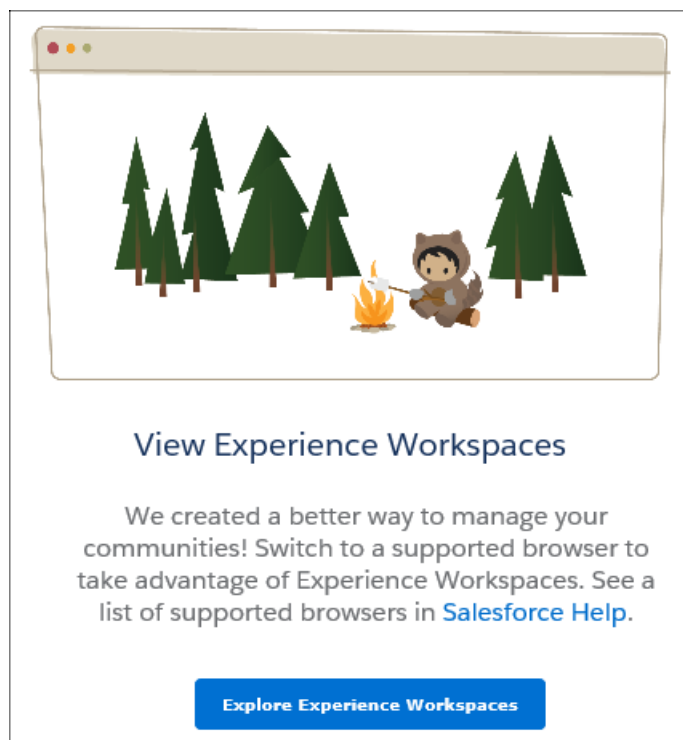 View Experience Workspaces
We created a better way to manage your
communities! Switch to a supported browser to
take advantage of Experience Workspaces. See a
list of supported browsers in Salesforce Help.
Explore Experience Workspaces